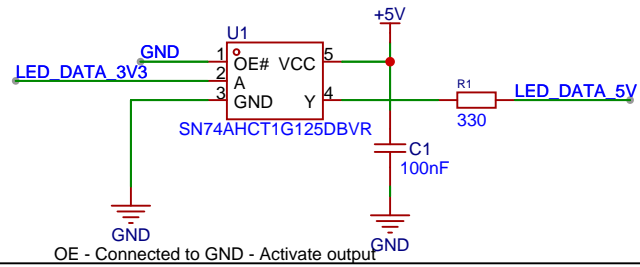 +5V
U1
GND
LED_DATA_3V3
1 OE# VCC 5
2 A
3 GND Y 4
SN74AHCT1G125DBVR
R1
330
LED_DATA_5V
C1
100nF
GND
GND
OE - Connected to GND - Activate output